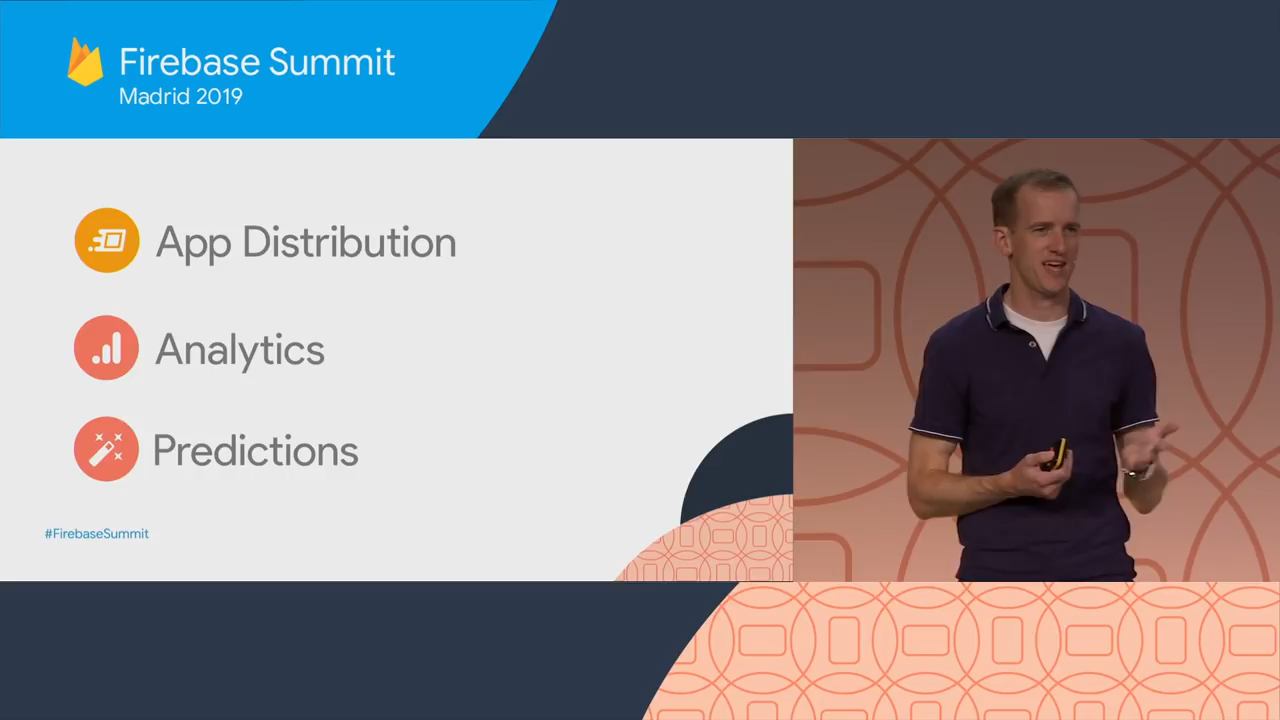 Firebase Summit
Madrid 2019
App Distribution
Analytics
Predictions
#FirebaseSummit